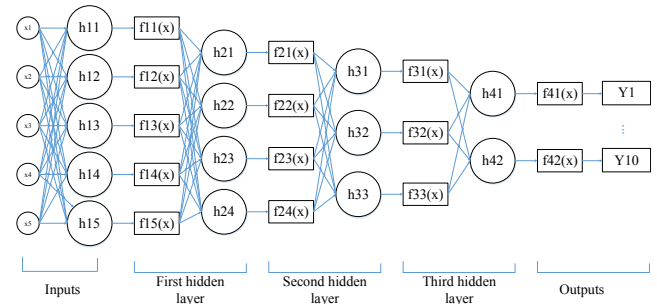 x1
x2
x3
x4
x5
h11
h12
h13
h14
h15
f11(x)
f12(x)
f13(x)
f14(x)
f15(x)
h21
h22
h23
h24
f21(x)
f22(x)
f23(x)
f24(x)
h31
h32
h33
f31(x)
f32(x)
f33(x)
h41
h42
f41(x)
f42(x)
Y1
...
Y10
Inputs
First hidden
layer
Second hidden
layer
Third hidden
layer
Outputs